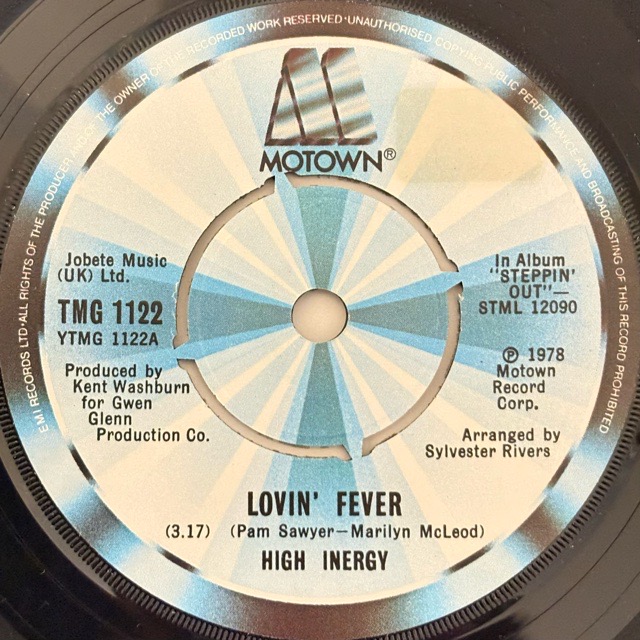 EMI RECORDS LTD·ALL RIGHTS OF THE PRODUCER AND OF THE OWNER OF THE RECORDED WORK RESERVED·UNAUTHORISED COPYING PUBLIC PERFORMANCE AND BROADCASTING OF THIS RECORD PROHIBITED
M
MOTOWN®
Jobete Music
(UK) Ltd.
TMG 1122
YTMG 1122A
Produced by
Kent Washburn
for Gwen
Glenn
Production Co.
In Album
"STEPPIN'
OUT"—
STML 12090
℗ 1978
Motown
Record
Corp.
Arranged by
Sylvester Rivers
LOVIN' FEVER
(3.17) (Pam Sawyer—Marilyn McLeod)
HIGH INERGY